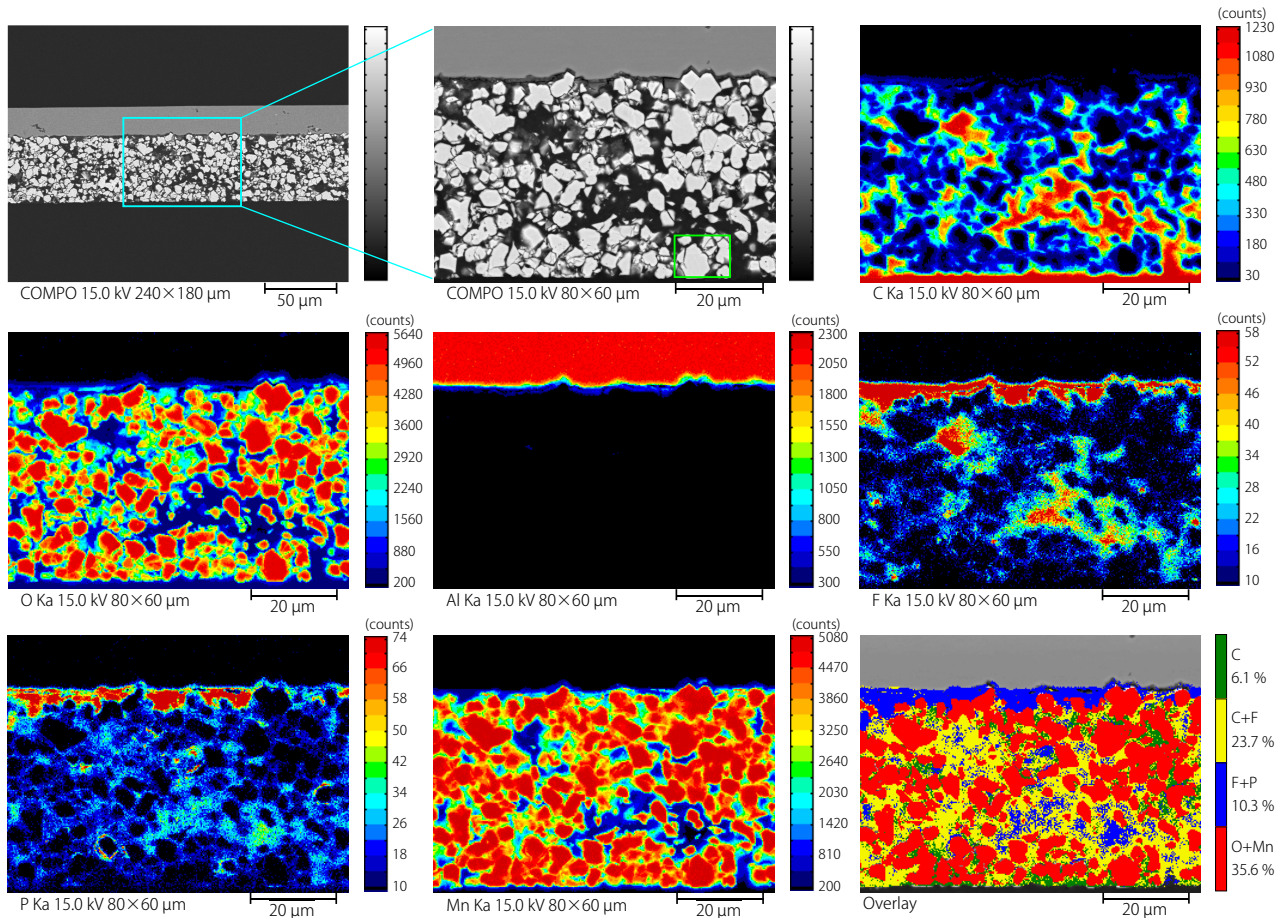 COMPO 15.0 kV 240×180 μm
50 μm
COMPO 15.0 kV 80×60 μm
20 μm
(counts)
1230
1080
930
780
630
480
330
180
30
C Ka 15.0 kV 80×60 μm
20 μm
(counts)
5640
4960
4280
3600
2920
2240
1560
880
200
O Ka 15.0 kV 80×60 μm
20 μm
(counts)
2300
2050
1800
1550
1300
1050
800
550
300
Al Ka 15.0 kV 80×60 μm
20 μm
(counts)
58
52
46
40
34
28
22
16
10
F Ka 15.0 kV 80×60 μm
20 μm
(counts)
74
66
58
50
42
34
26
18
10
P Ka 15.0 kV 80×60 μm
20 μm
(counts)
5080
4470
3860
3250
2640
2030
1420
810
200
Mn Ka 15.0 kV 80×60 μm
20 μm
C
6.1 %
C+F
23.7 %
F+P
10.3 %
O+Mn
35.6 %
Overlay
20 μm